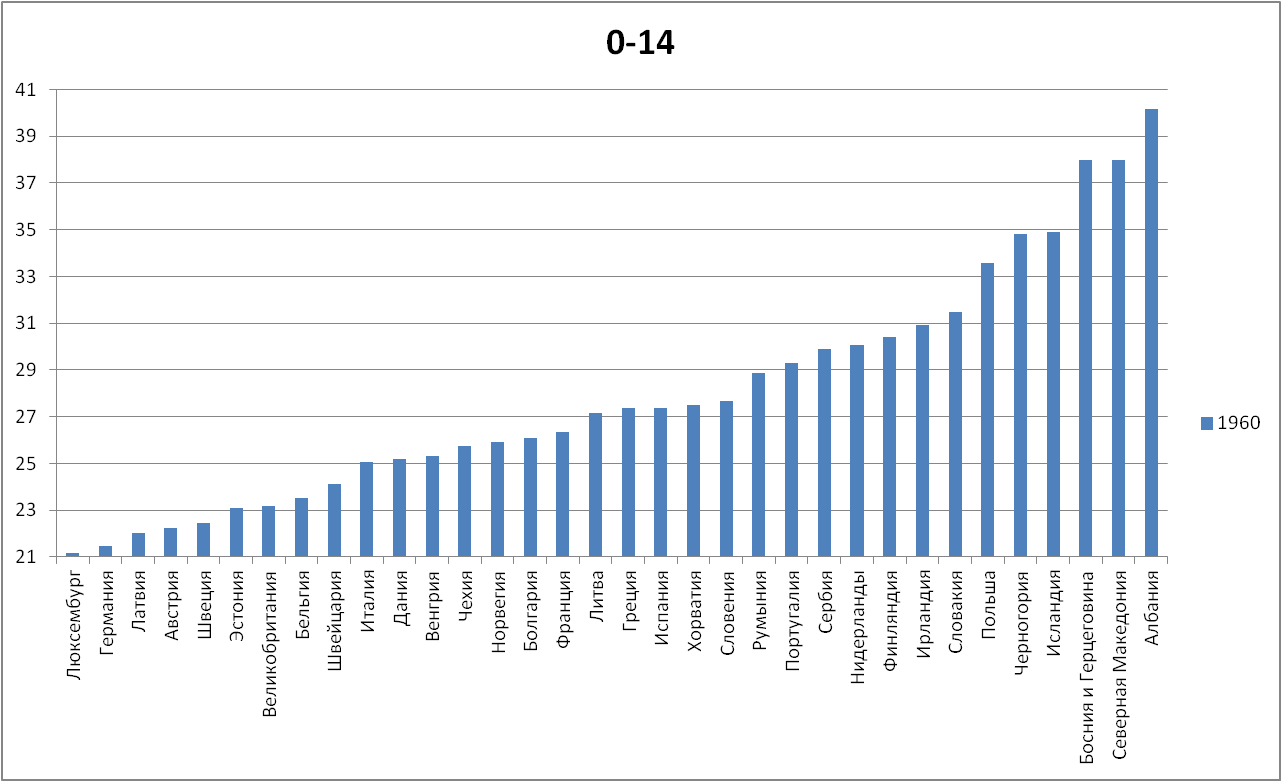 0-14
41
39
37
35
33
31
29
27
25
23
21
1960
Люксембург
Германия
Латвия
Австрия
Швеция
Эстония
Великобритания
Бельгия
Швейцария
Италия
Дания
Венгрия
Чехия
Норвегия
Болгария
Франция
Литва
Греция
Испания
Хорватия
Словения
Румыния
Португалия
Сербия
Нидерланды
Финляндия
Ирландия
Словакия
Польша
Черногория
Исландия
Босния и Герцеговина
Северная Македония
Албания